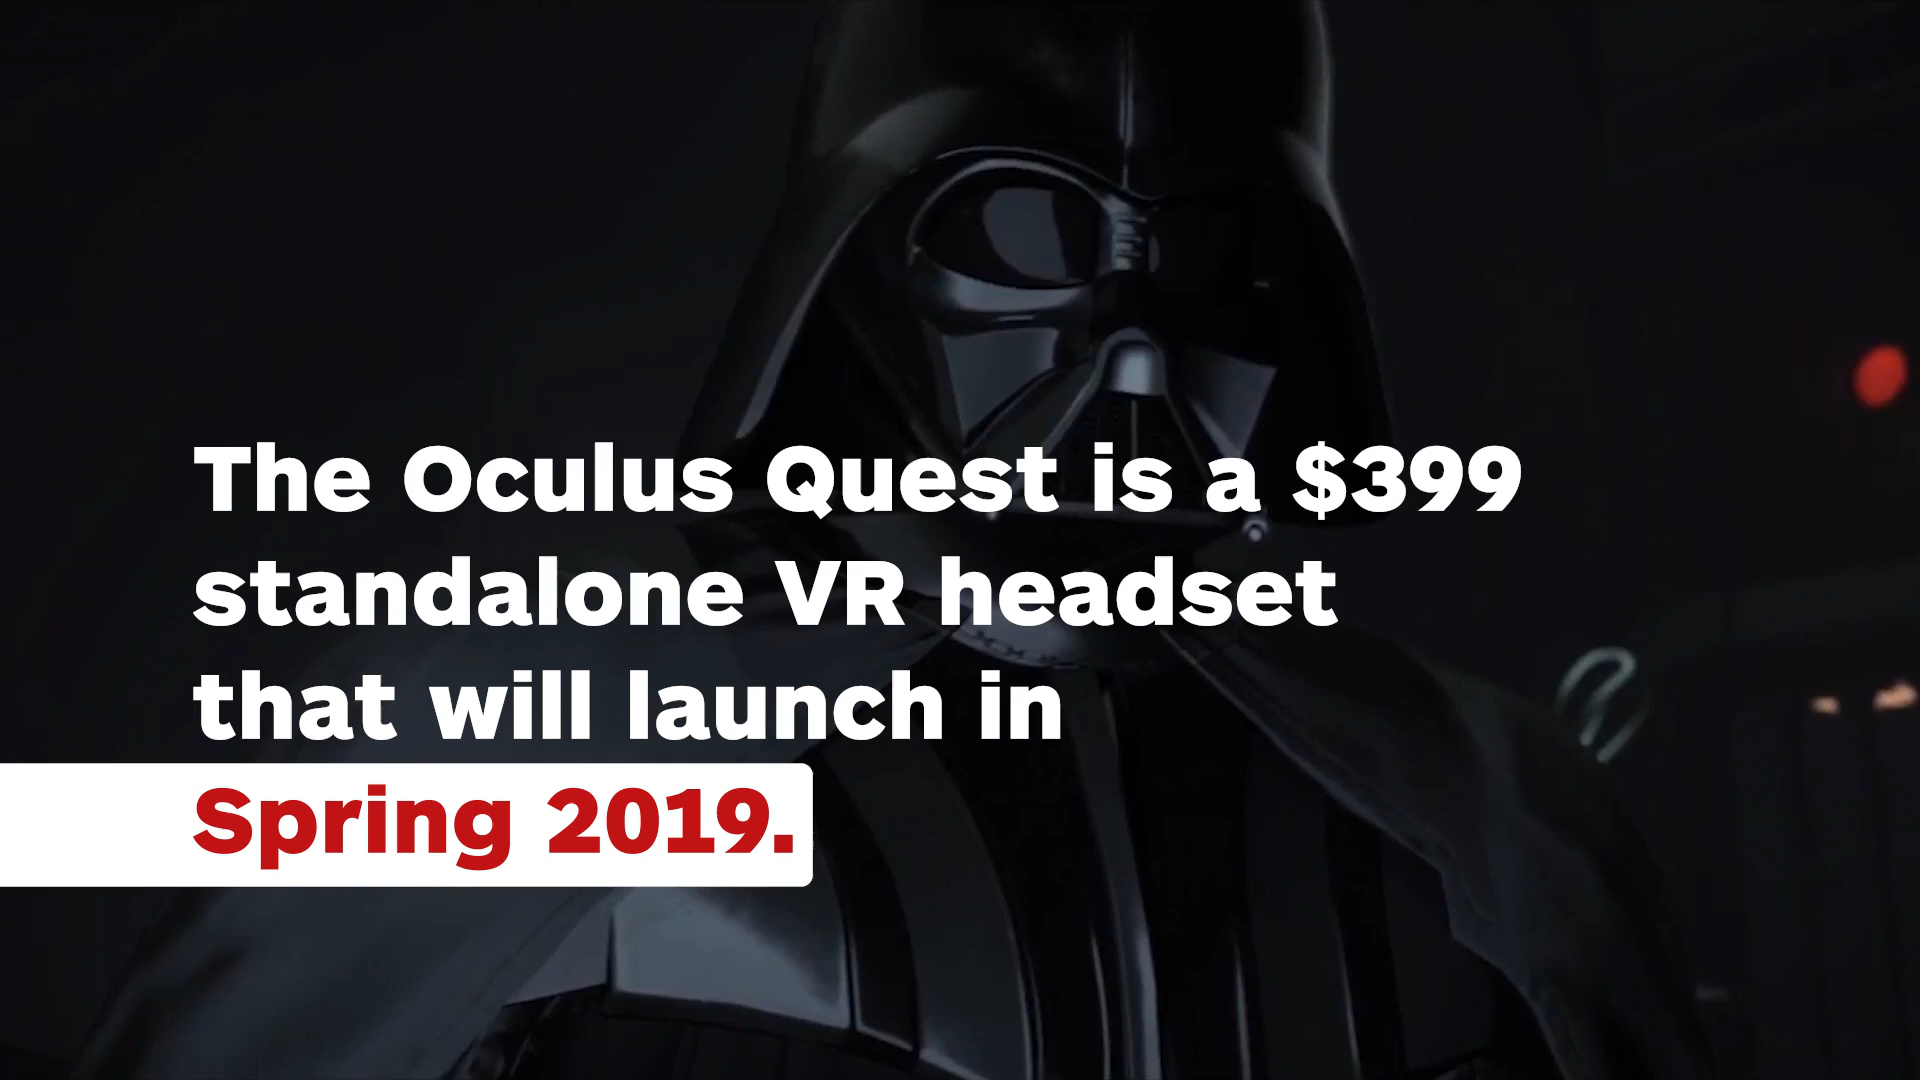 The Oculus Quest is a $399
standalone VR headset
that will launch in
Spring 2019.